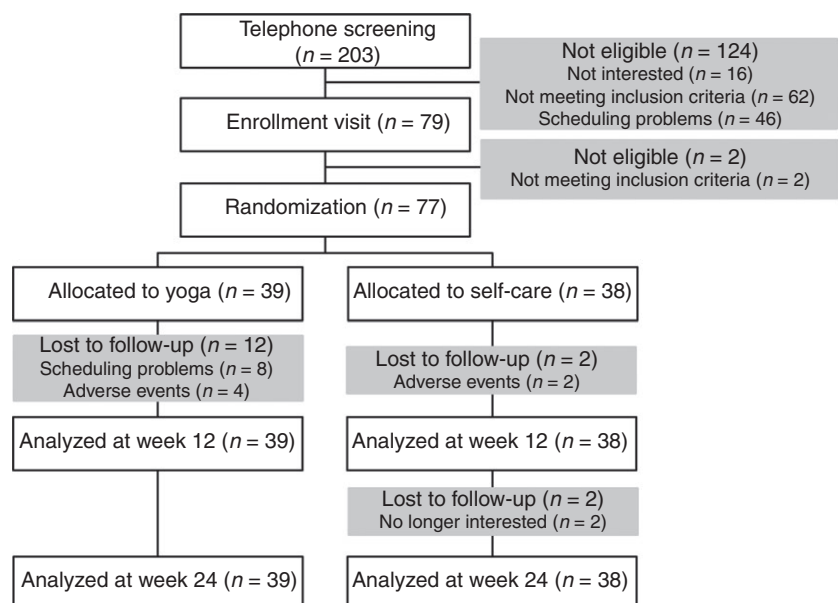 Telephone screening
(n = 203)
Not eligible (n = 124)
Not interested (n = 16)
Not meeting inclusion criteria (n = 62)
Scheduling problems (n = 46)
Enrollment visit (n = 79)
Not eligible (n = 2)
Not meeting inclusion criteria (n = 2)
Randomization (n = 77)
Allocated to yoga (n = 39)
Allocated to self-care (n = 38)
Lost to follow-up (n = 12)
Scheduling problems (n = 8)
Adverse events (n = 4)
Lost to follow-up (n = 2)
Adverse events (n = 2)
Analyzed at week 12 (n = 39)
Analyzed at week 12 (n = 38)
Lost to follow-up (n = 2)
No longer interested (n = 2)
Analyzed at week 24 (n = 39)
Analyzed at week 24 (n = 38)